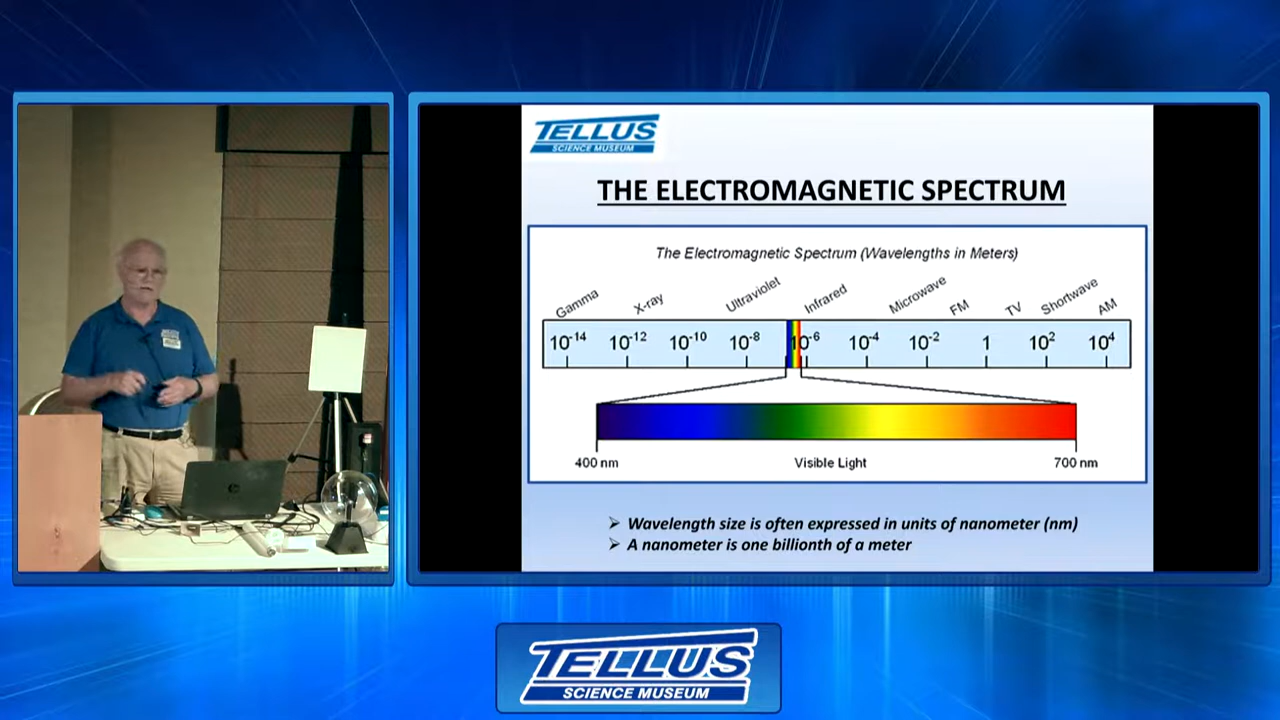 TELLUS
SCIENCE MUSEUM
THE ELECTROMAGNETIC SPECTRUM
The Electromagnetic Spectrum (Wavelengths in Meters)
Gamma X-ray Ultraviolet Infrared Microwave FM TV Shortwave AM
10⁻¹⁴ 10⁻¹² 10⁻¹⁰ 10⁻⁸ 10⁻⁶ 10⁻⁴ 10⁻² 1 10² 10⁴
400 nm Visible Light 700 nm
➢ Wavelength size is often expressed in units of nanometer (nm)
➢ A nanometer is one billionth of a meter
TELLUS
SCIENCE MUSEUM